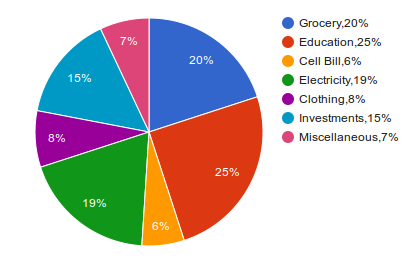 Grocery,20%
Education,25%
Cell Bill,6%
Electricity,19%
Clothing,8%
Investments,15%
Miscellaneous,7%
7%
20%
15%
8%
25%
19%
6%